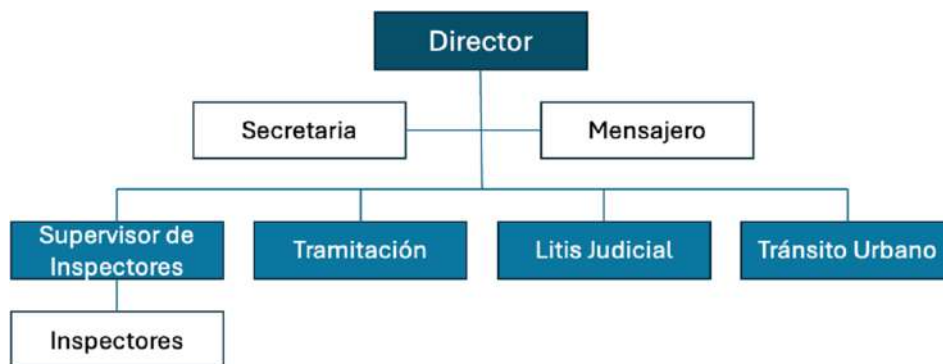 Director
Secretaria
Mensajero
Supervisor de
Inspectores
Tramitación
Litis Judicial
Tránsito Urbano
Inspectores